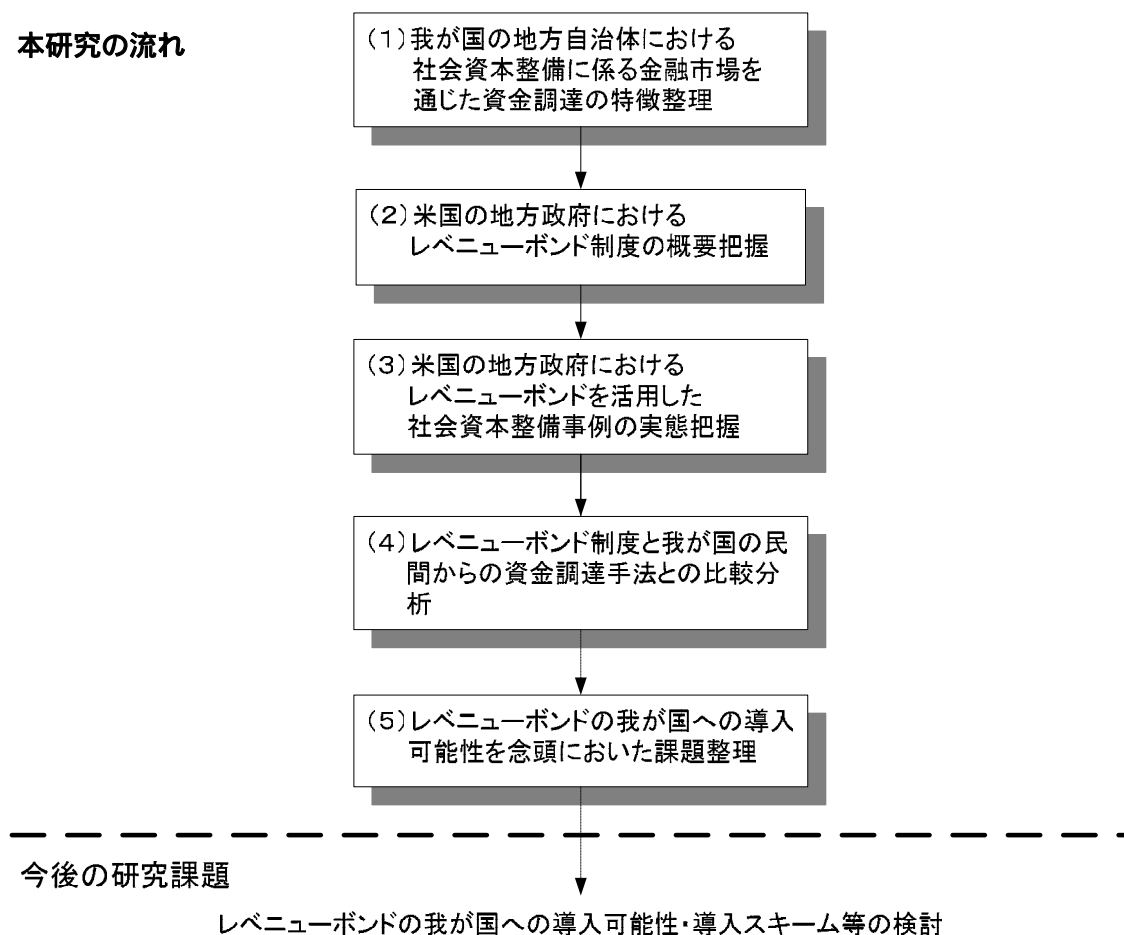 本研究の流れ
（１）我が国の地方自治体における
社会資本整備に係る金融市場を
通じた資金調達の特徴整理
（２）米国の地方政府における
レベニューボンド制度の概要把握
（３）米国の地方政府における
レベニューボンドを活用した
社会資本整備事例の実態把握
（４）レベニューボンド制度と我が国の民
間からの資金調達手法との比較分
析
（５）レベニューボンドの我が国への導入
可能性を念頭においた課題整理
今後の研究課題
レベニューボンドの我が国への導入可能性・導入スキーム等の検討